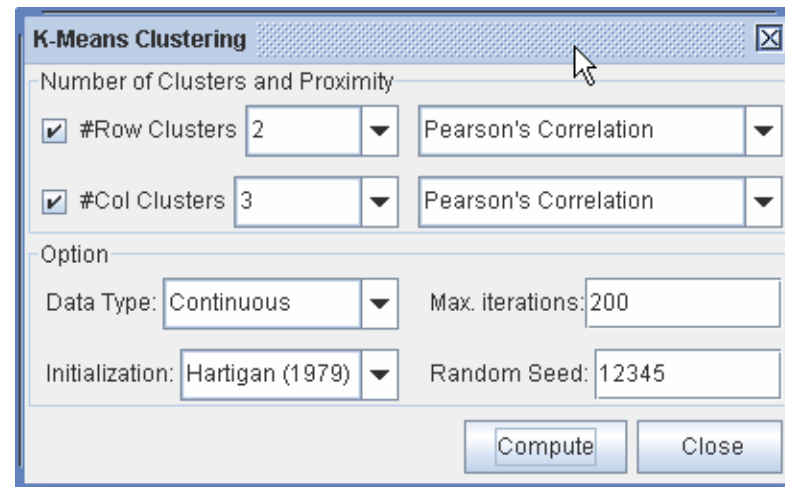 K-Means Clustering
Number of Clusters and Proximity
#Row Clusters 2 Pearson's Correlation
#Col Clusters 3 Pearson's Correlation
Option
Data Type: Continuous Max. iterations: 200
Initialization: Hartigan (1979) Random Seed: 12345
Compute Close